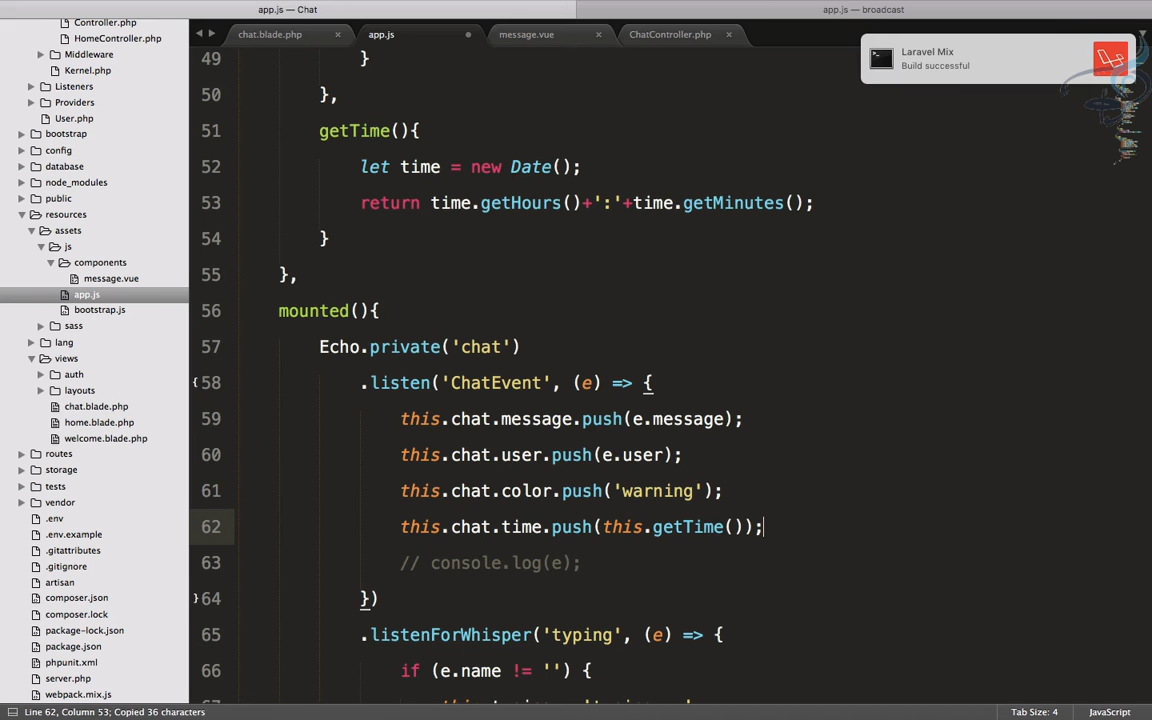 app.js — Chat
app.js — broadcast
Controller.php
HomeController.php
Middleware
Kernel.php
Listeners
Providers
User.php
bootstrap
config
database
node_modules
public
resources
assets
js
components
message.vue
app.js
bootstrap.js
sass
lang
views
auth
layouts
chat.blade.php
home.blade.php
welcome.blade.php
routes
storage
tests
vendor
.env
.env.example
.gitattributes
.gitignore
artisan
composer.json
composer.lock
package-lock.json
package.json
phpunit.xml
server.php
webpack.mix.js
chat.blade.php
app.js
message.vue
ChatController.php
Laravel Mix
Build successful
49 }
50 },
51 getTime(){
52 let time = new Date();
53 return time.getHours()+':'+time.getMinutes();
54 }
55 },
56 mounted(){
57 Echo.private('chat')
58 .listen('ChatEvent', (e) => {
59 this.chat.message.push(e.message);
60 this.chat.user.push(e.user);
61 this.chat.color.push('warning');
62 this.chat.time.push(this.getTime());
63 // console.log(e);
64 })
65 .listenForWhisper('typing', (e) => {
66 if (e.name != '') {
Line 62, Column 53; Copied 36 characters
Tab Size: 4
JavaScript